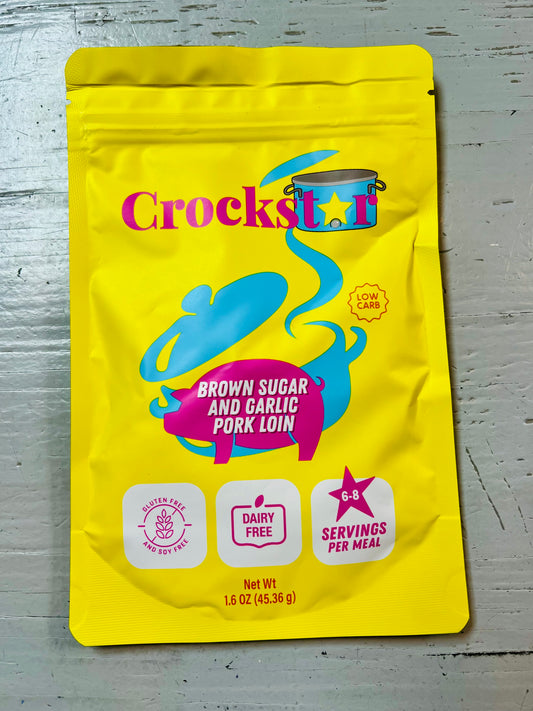 Crockstar
LOW
CARB
BROWN SUGAR
AND GARLIC
PORK LOIN
GLUTEN FREE
AND SOY FREE
DAIRY
FREE
6-8
SERVINGS
PER MEAL
Net Wt
1.6 OZ (45.36 g)